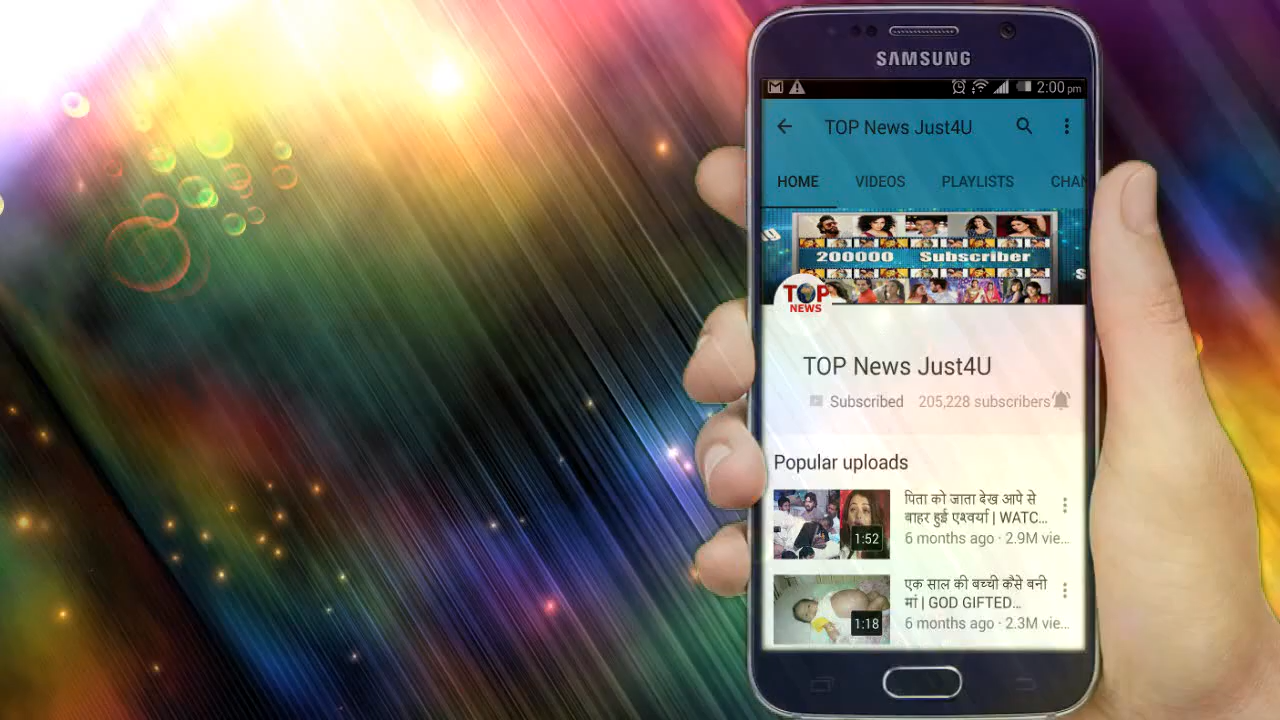 SAMSUNG
2:00 pm
TOP News Just4U
HOME VIDEOS PLAYLISTS CHAN
200000 Subscriber
TOP
NEWS
TOP News Just4U
Subscribed 205,228 subscribers
Popular uploads
पिता को जाता देख आपे से
बाहर हुई एश्वर्या | WATC...
6 months ago · 2.9M vie...
1:52
एक साल की बच्ची कैसे बनी
मां | GOD GIFTED...
6 months ago · 2.3M vie...
1:18